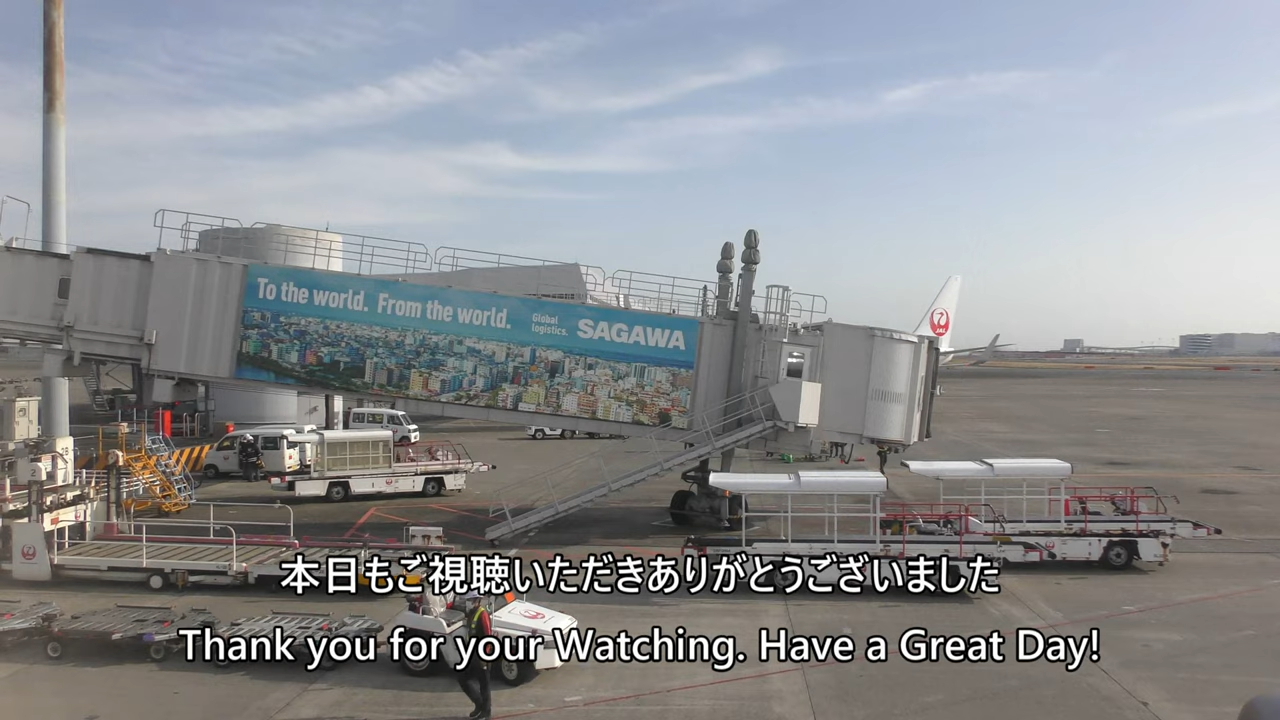 To the world. From the world.
Global
logistics.
SAGAWA
JAL
本日もご視聴いただきありがとうございました
Thank you for your Watching. Have a Great Day!